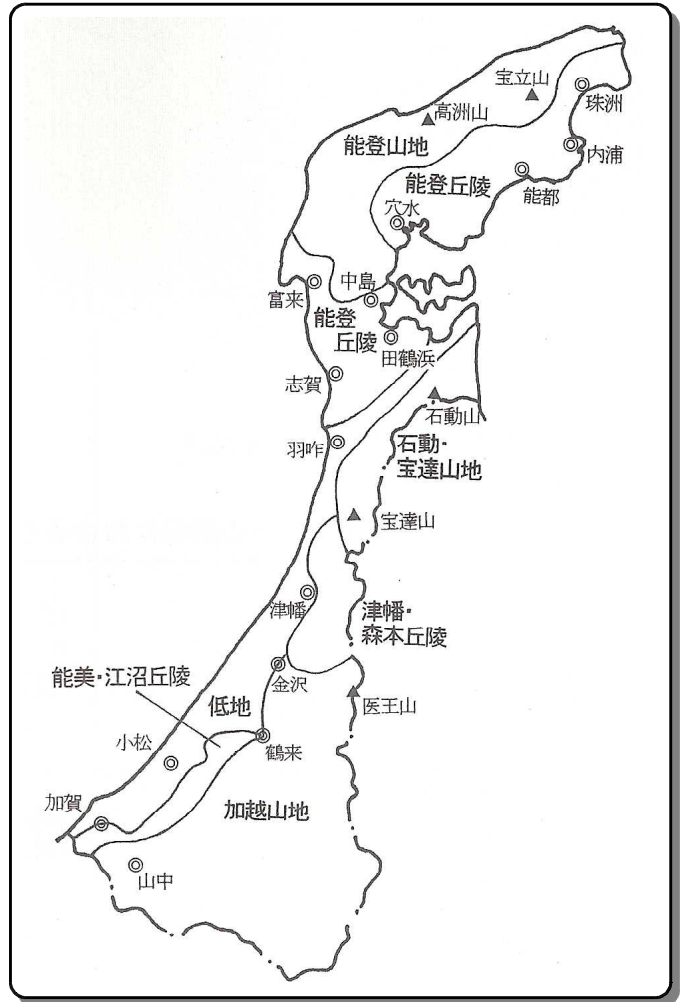 宝立山
珠洲
高洲山
能登山地
内浦
能登丘陵
能都
穴水
中島
富来
能登
丘陵
田鶴浜
志賀
石動山
羽咋
石動・
宝達山地
宝達山
津幡
津幡・
森本丘陵
能美・江沼丘陵
金沢
低地
医王山
小松
鶴来
加賀
加越山地
山中